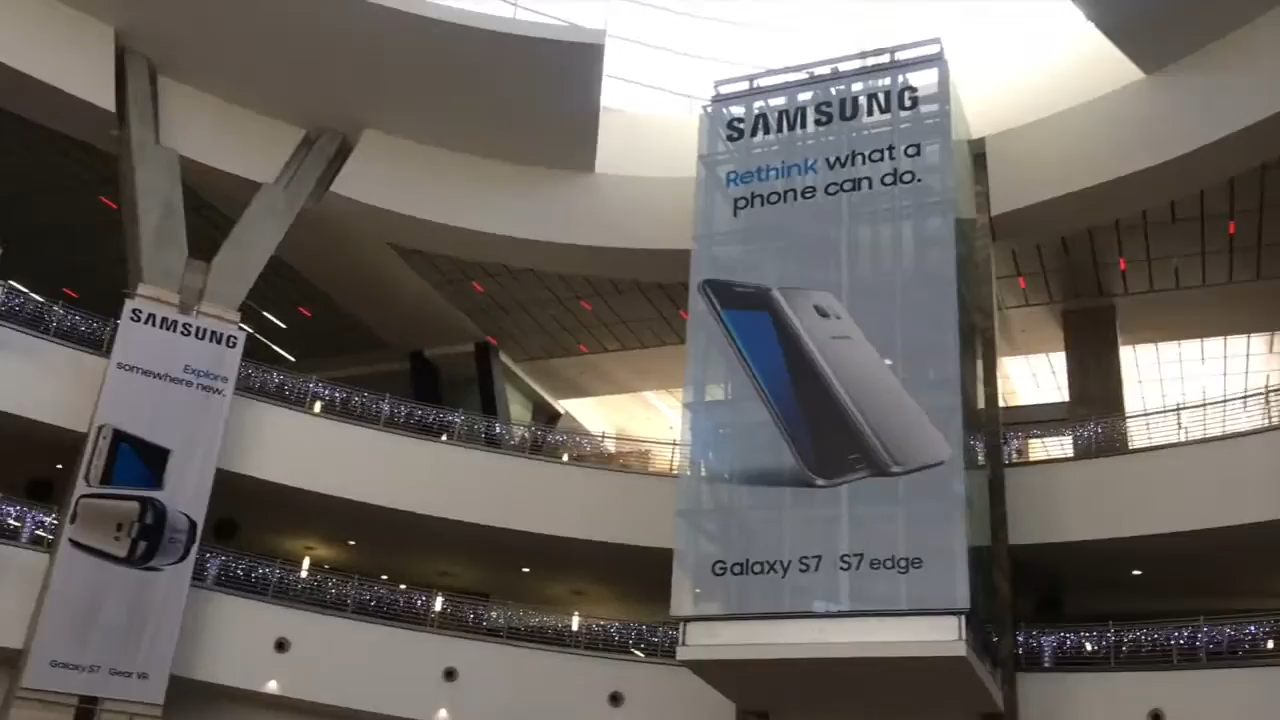 SAMSUNG
Explore
somewhere new.
Galaxy S7 Gear VR
SAMSUNG
Rethink what a
phone can do.
Galaxy S7 S7 edge